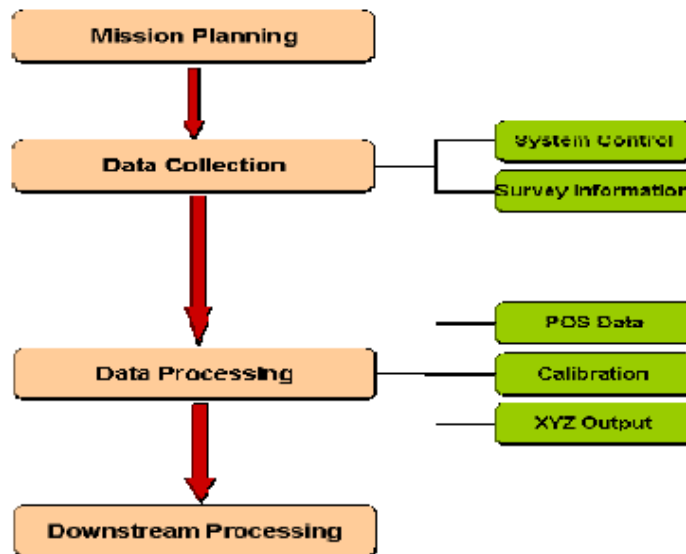 Mission Planning
Data Collection
System Control
Survey Information
POS Data
Data Processing
Calibration
XYZ Output
Downstream Processing